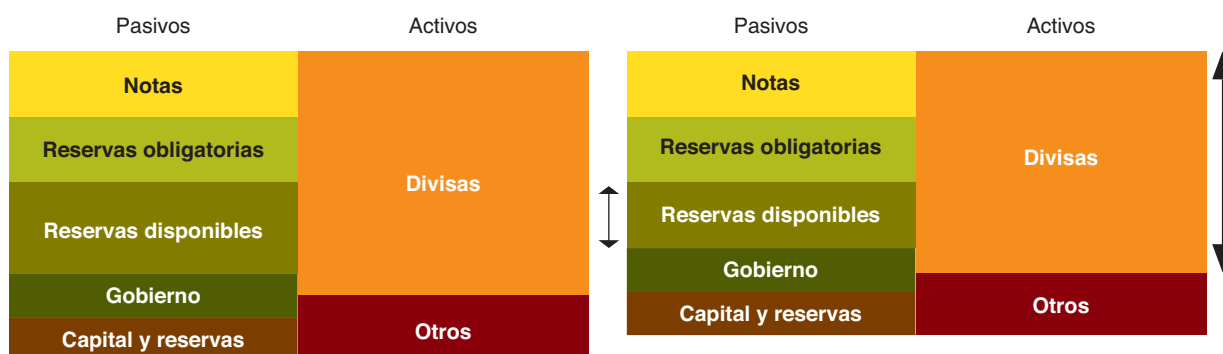 Pasivos
Activos
Notas
Reservas obligatorias
Divisas
Reservas disponibles
Gobierno
Otros
Capital y reservas
Pasivos
Activos
Notas
Reservas obligatorias
Divisas
Reservas disponibles
Gobierno
Otros
Capital y reservas